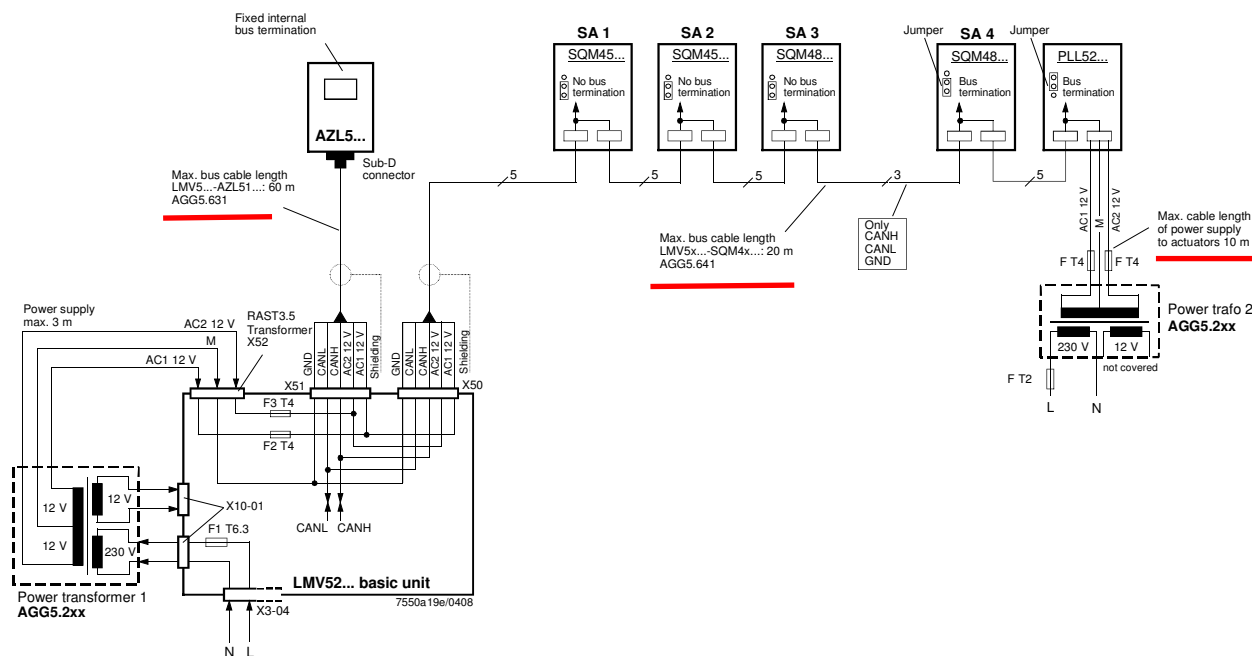 Fixed internal
bus termination
AZL5...
Sub-D
connector
Max. bus cable length
LMV5...-AZL51...: 60 m
AGG5.631
SA 1
SQM45...
No bus
termination
SA 2
SQM45...
No bus
termination
SA 3
SQM48...
No bus
termination
Jumper
SA 4
SQM48...
Bus
termination
Jumper
PLL52...
Bus
termination
5
5
5
3
5
Max. bus cable length
LMV5x...-SQM4x...: 20 m
AGG5.641
Only
CANH
CANL
GND
AC1 12 V
M
AC2 12 V
Max. cable length
of power supply
to actuators 10 m
F T4
F T4
Power trafo 2
AGG5.2xx
230 V
12 V
not covered
F T2
L
N
Power supply
max. 3 m
AC2 12 V
M
AC1 12 V
RAST3.5
Transformer
X52
GND
CANL
CANH
AC2 12 V
AC1 12 V
Shielding
X51
GND
CANL
CANH
AC2 12 V
AC1 12 V
Shielding
X50
F3 T4
F2 T4
12 V
12 V
12 V
230 V
X10-01
F1 T6.3
CANL
CANH
LMV52... basic unit
7550a19e/0408
Power transformer 1
AGG5.2xx
X3-04
N
L